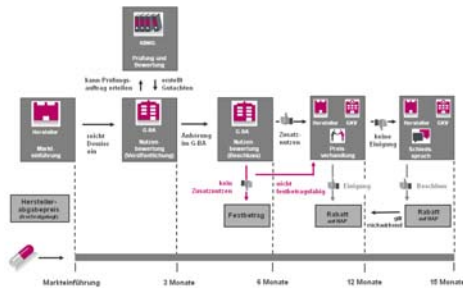 IQWiG
Prüfung und
Bewertung
kann Prüfungs-
auftrag erteilen
erstellt
Gutachten
Hersteller
Markt-
einführung
reicht
Dossier
ein
G-BA
Nutzen-
bewertung
(Veröffentlichung)
Anhörung
im G-BA
G-BA
Nutzen-
bewertung
(Beschluss)
Zusatz-
nutzen
Hersteller GKV
Preis-
verhandlung
keine
Einigung
Hersteller GKV
Schieds-
spruch
kein
Zusatznutzen
nicht
festbetragsfähig
Einigung
Beschluss
Hersteller-
abgabepreis
Festbetrag
Rabatt
auf HAP
gilt
rückwirkend
Rabatt
auf HAP
Markteinführung
3 Monate
6 Monate
12 Monate
15 Monate